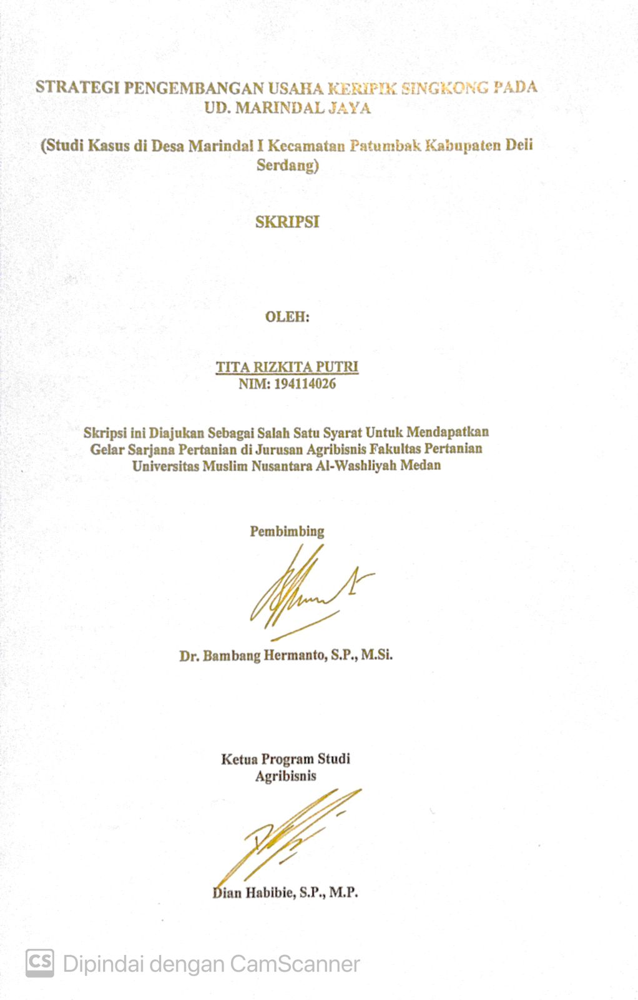 STRATEGI PENGEMBANGAN USAHA KERIPIK SINGKONG PADA
UD. MARINDAL JAYA
(Studi Kasus di Desa Marindal I Kecamatan Patumbak Kabupaten Deli
Serdang)
SKRIPSI
OLEH:
TITA RIZKITA PUTRI
NIM: 194114026
Skripsi ini Diajukan Sebagai Salah Satu Syarat Untuk Mendapatkan
Gelar Sarjana Pertanian di Jurusan Agribisnis Fakultas Pertanian
Universitas Muslim Nusantara Al-Washliyah Medan
Pembimbing
Dr. Bambang Hermanto, S.P., M.Si.
Ketua Program Studi
Agribisnis
Dian Habibie, S.P., M.P.
CS Dipindai dengan CamScanner